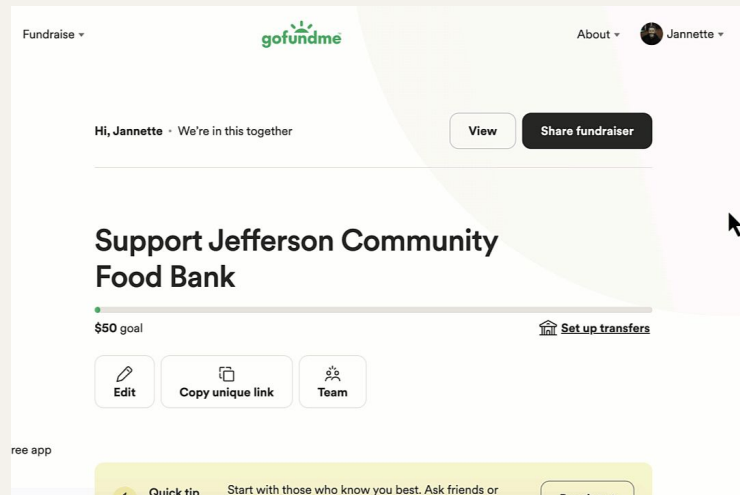 Fundraise
gofundme
About
Jannette
Hi, Jannette • We're in this together
View
Share fundraiser
Support Jefferson Community
Food Bank
$50 goal
Set up transfers
Edit
Copy unique link
Team
ree app
Quick tip
Start with those who know you best. Ask friends or